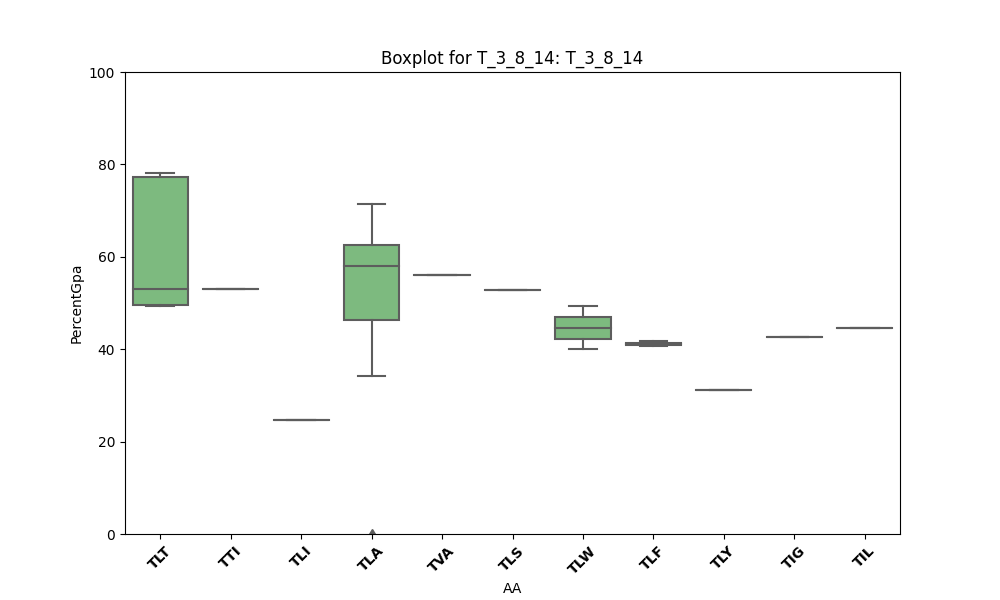 Boxplot for T_3_8_14: T_3_8_14
100
80
60
40
20
0
PercentGpa
TLT
TTI
TLI
TLA
TVA
TLS
TLW
TLF
TLY
TIG
TIL
AA